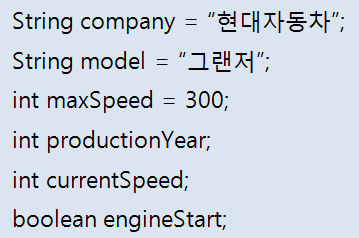 String company = “현대자동차”;
String model = “그랜저”;
int maxSpeed = 300;
int productionYear;
int currentSpeed;
boolean engineStart;